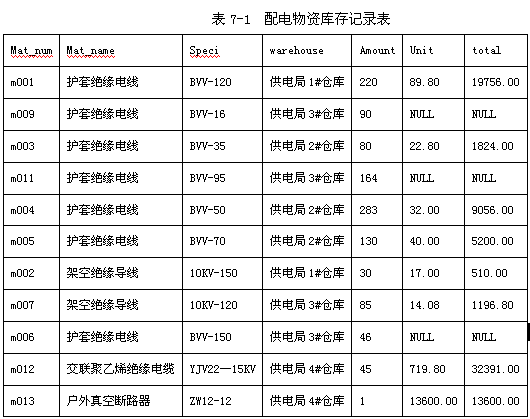 表 7-1 配电物资库存记录表
Mat_num Mat_name Speci warehouse Amount Unit total
m001 护套绝缘电线 BVV-120 供电局 1#仓库 220 89.80 19756.00
m009 护套绝缘电线 BVV-16 供电局 3#仓库 90 NULL NULL
m003 护套绝缘电线 BVV-35 供电局 2#仓库 80 22.80 1824.00
m011 护套绝缘电线 BVV-95 供电局 3#仓库 164 NULL NULL
m004 护套绝缘电线 BVV-50 供电局 2#仓库 283 32.00 9056.00
m005 护套绝缘电线 BVV-70 供电局 2#仓库 130 40.00 5200.00
m002 架空绝缘导线 10KV-150 供电局 1#仓库 30 17.00 510.00
m007 架空绝缘导线 10KV-120 供电局 3#仓库 85 14.08 1196.80
m006 护套绝缘电线 BVV-150 供电局 3#仓库 46 NULL NULL
m012 交联聚乙烯绝缘电缆 YJV22—15KV 供电局 4#仓库 45 719.80 32391.00
m013 户外真空断路器 ZW12-12 供电局 4#仓库 1 13600.00 13600.00